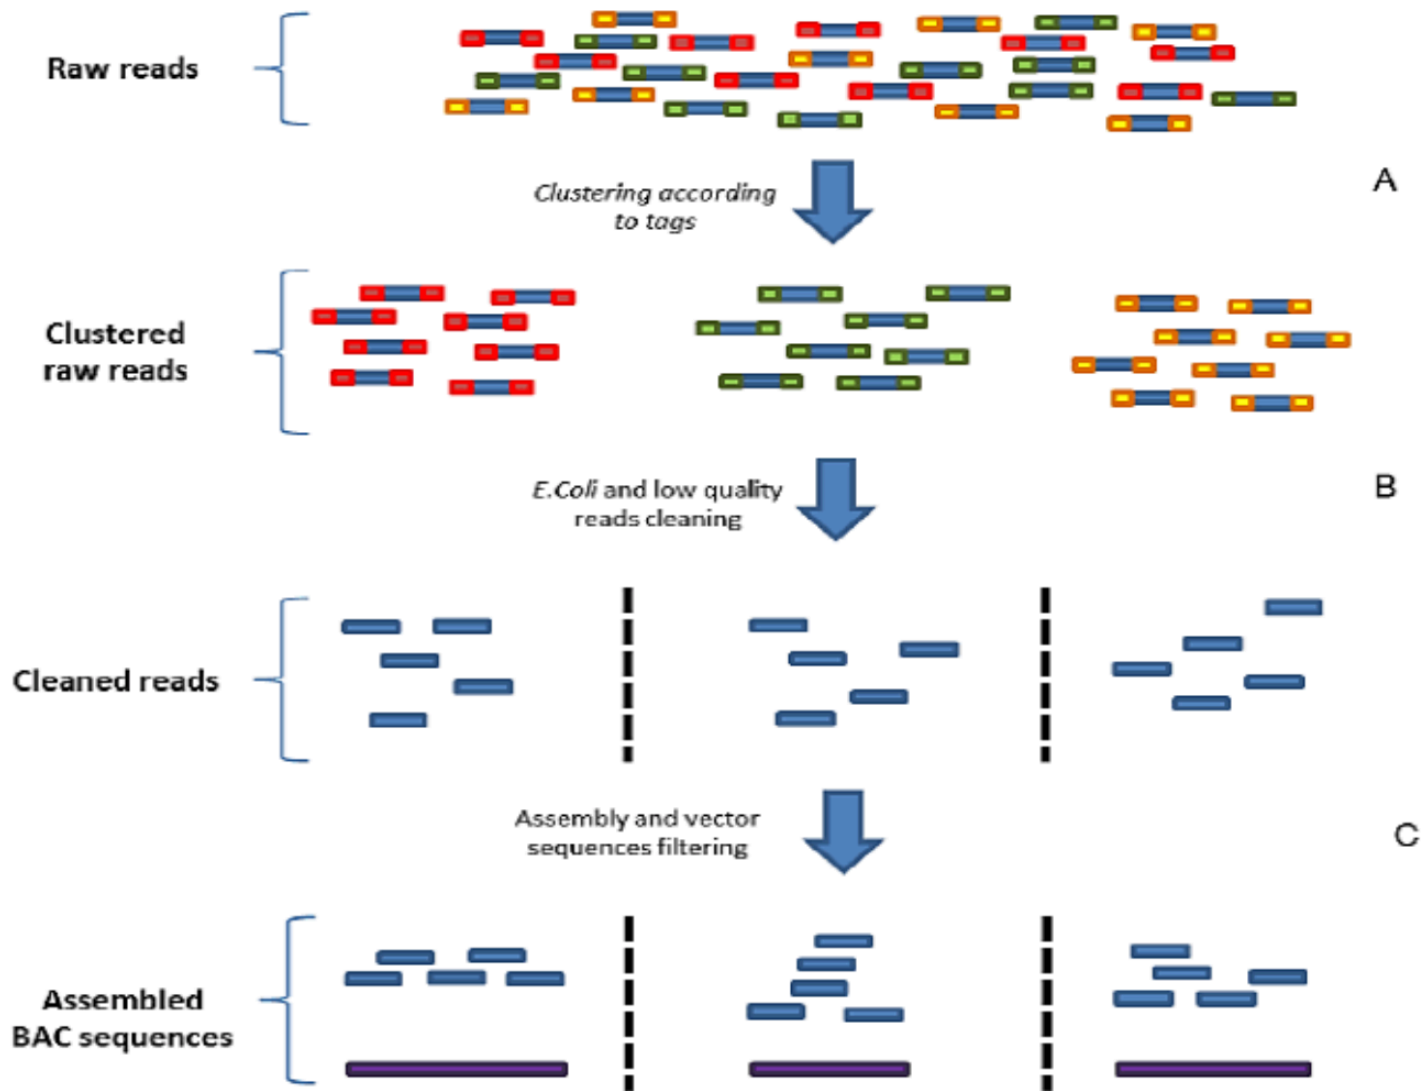 Raw reads
Clustering according
to tags
A
Clustered
raw reads
E.Coli and low quality
reads cleaning
B
Cleaned reads
Assembly and vector
sequences filtering
C
Assembled
BAC sequences